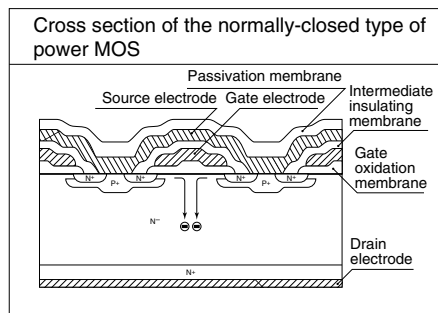 Cross section of the normally-closed type of
power MOS
Passivation membrane
Source electrode
Gate electrode
Intermediate
insulating
membrane
Gate
oxidation
membrane
N+
P+
N+
N+
P+
N+
N−
N+
Drain
electrode